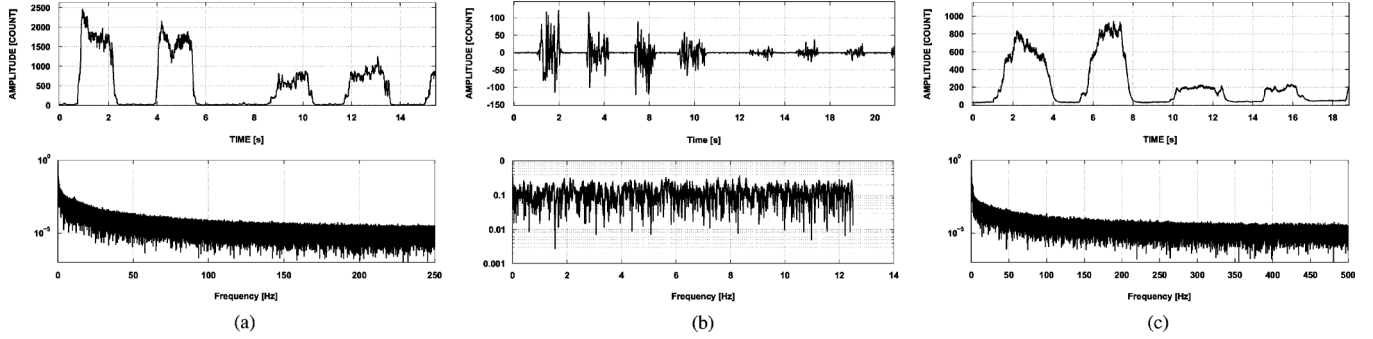 AMPLITUDE [COUNT]
2500
2000
1500
1000
500
0
0 2 4 6 8 10 12 14
TIME [s]
10^0
10^-5
0 50 100 150 200 250
Frequency [Hz]
(a)
AMPLITUDE [COUNT]
100
50
0
-50
-100
-150
0 2 4 6 8 10 12 14 16 20 20
Time [s]
0
0.1
0.01
0.001
0 2 4 6 8 10 12 14
Frequency [Hz]
(b)
AMPLITUDE [COUNT]
1000
800
600
400
200
0
0 2 4 6 8 10 12 14 16 18
TIME [s]
10^0
10^-5
0 50 100 150 200 250 300 350 400 450 500
Frequency [Hz]
(c)